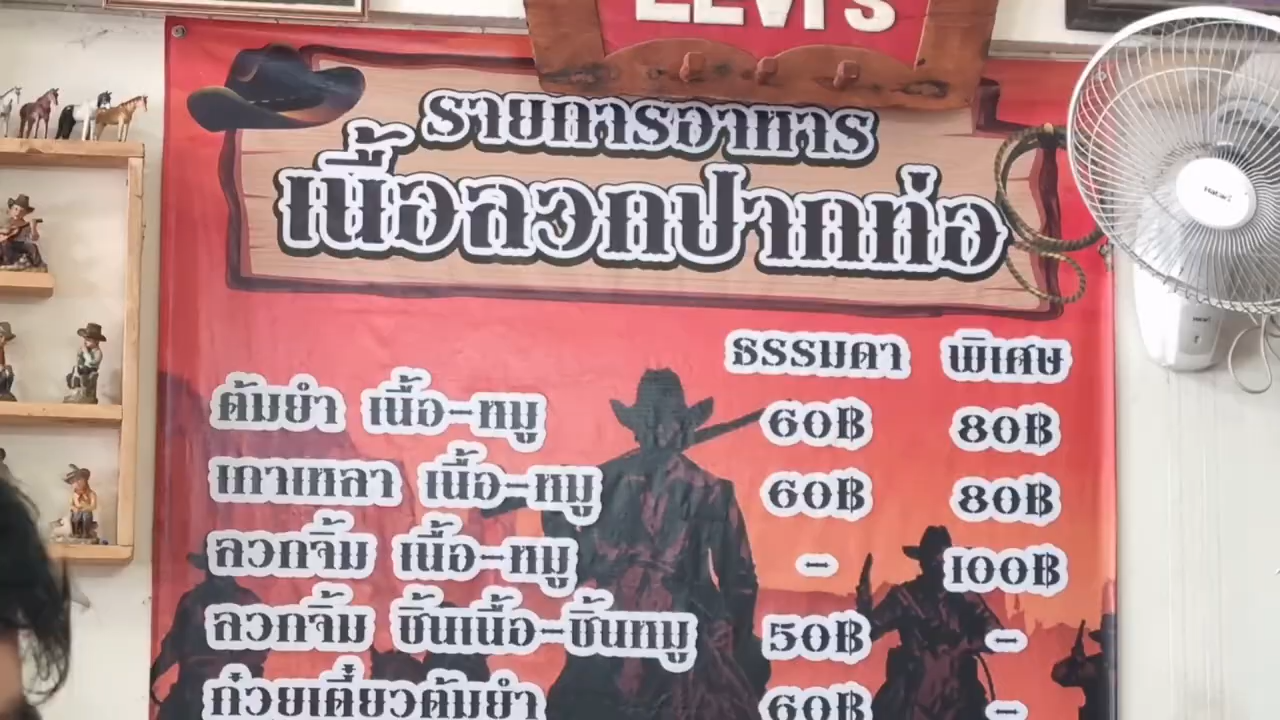 LEVI'S
รายการอาหาร
เนื้อลวกปากท่อ
ธรรมดา พิเศษ
ต้มยำ เนื้อ-หมู 60฿ 80฿
เกาเหลา เนื้อ-หมู 60฿ 80฿
ลวกจิ้ม เนื้อ-หมู - 100฿
ลวกจิ้ม ชิ้นเนื้อ-ชิ้นหมู 50฿ -
ก๋วยเตี๋ยวต้มยำ 60฿ -
Hatari